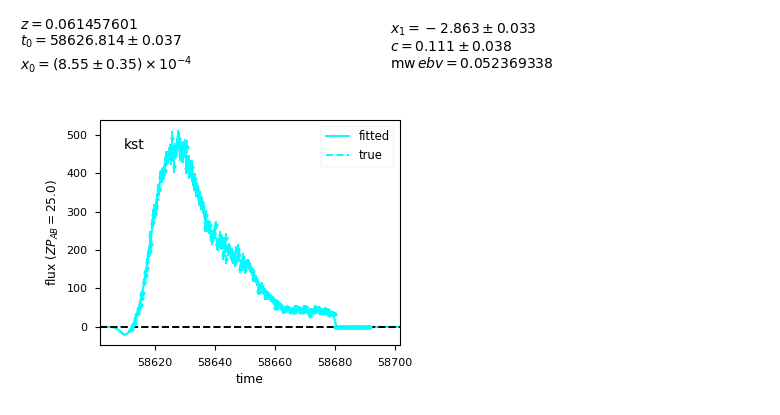 z = 0.061457601
t₀ = 58626.814 ± 0.037
x₀ = (8.55 ± 0.35) × 10⁻⁴
x₁ = −2.863 ± 0.033
c = 0.111 ± 0.038
mw ebv = 0.052369338
kst
fitted
true
flux (ZP_AB = 25.0)
500
400
300
200
100
0
58620 58640 58660 58680 58700
time